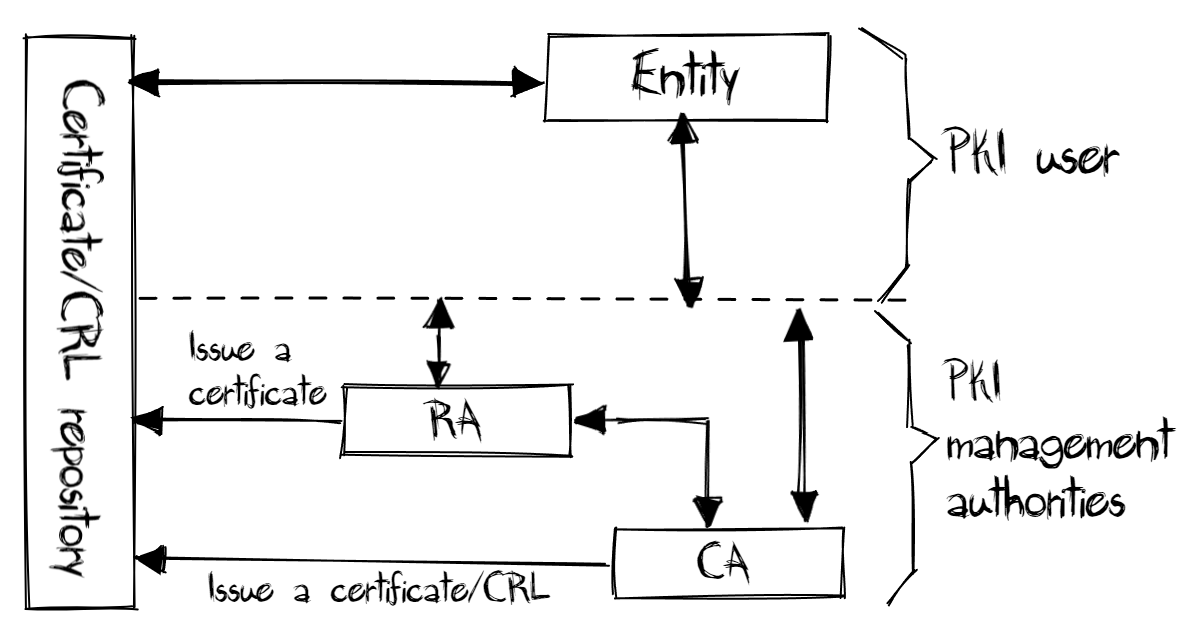 Certificate/CRL repository
Entity
PKI user
Issue a
certificate
RA
PKI
management
authorities
CA
Issue a certificate/CRL